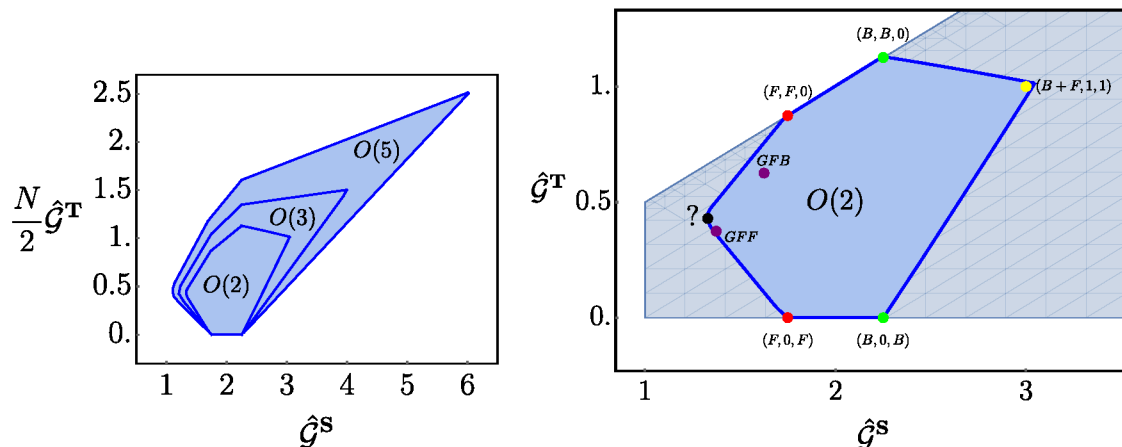 2.5
2.
1.5
1.
0.5
0.
N/2 𝒢̂^T
O(5)
O(3)
O(2)
1 2 3 4 5 6
𝒢̂^S
(B, B, 0)
(F, F, 0)
(B+F, 1, 1)
1.
0.5
0.
𝒢̂^T
GFB
O(2)
?
GFF
(F, 0, F)
(B, 0, B)
1 2 3
𝒢̂^S